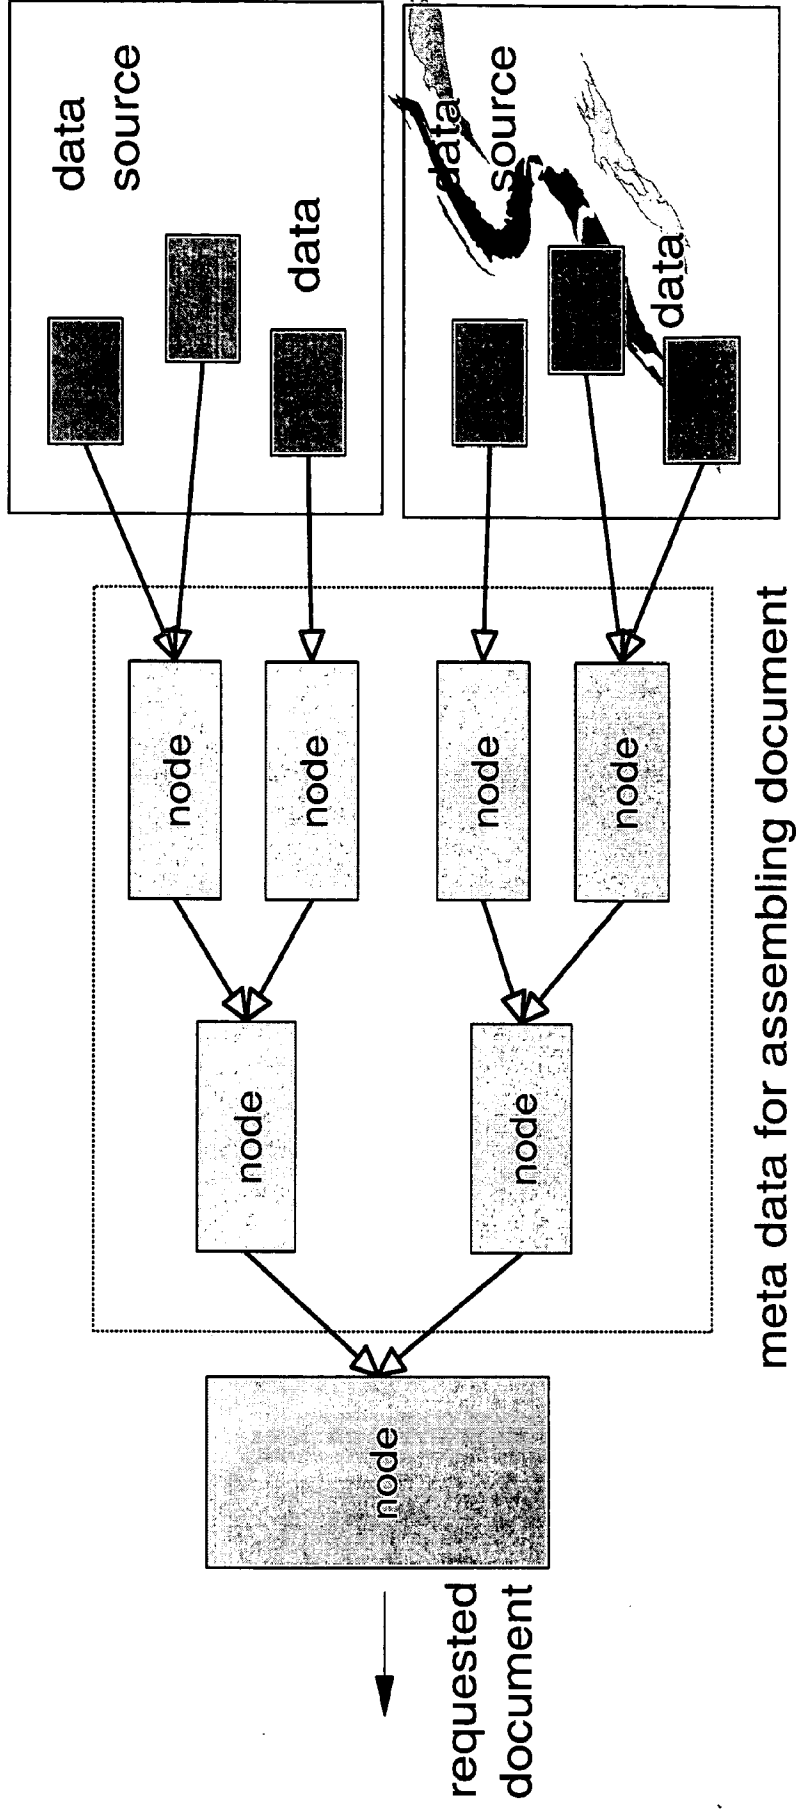 data
source
data
data
source
data
node
node
node
node
node
node
node
requested
document
meta data for assembling document